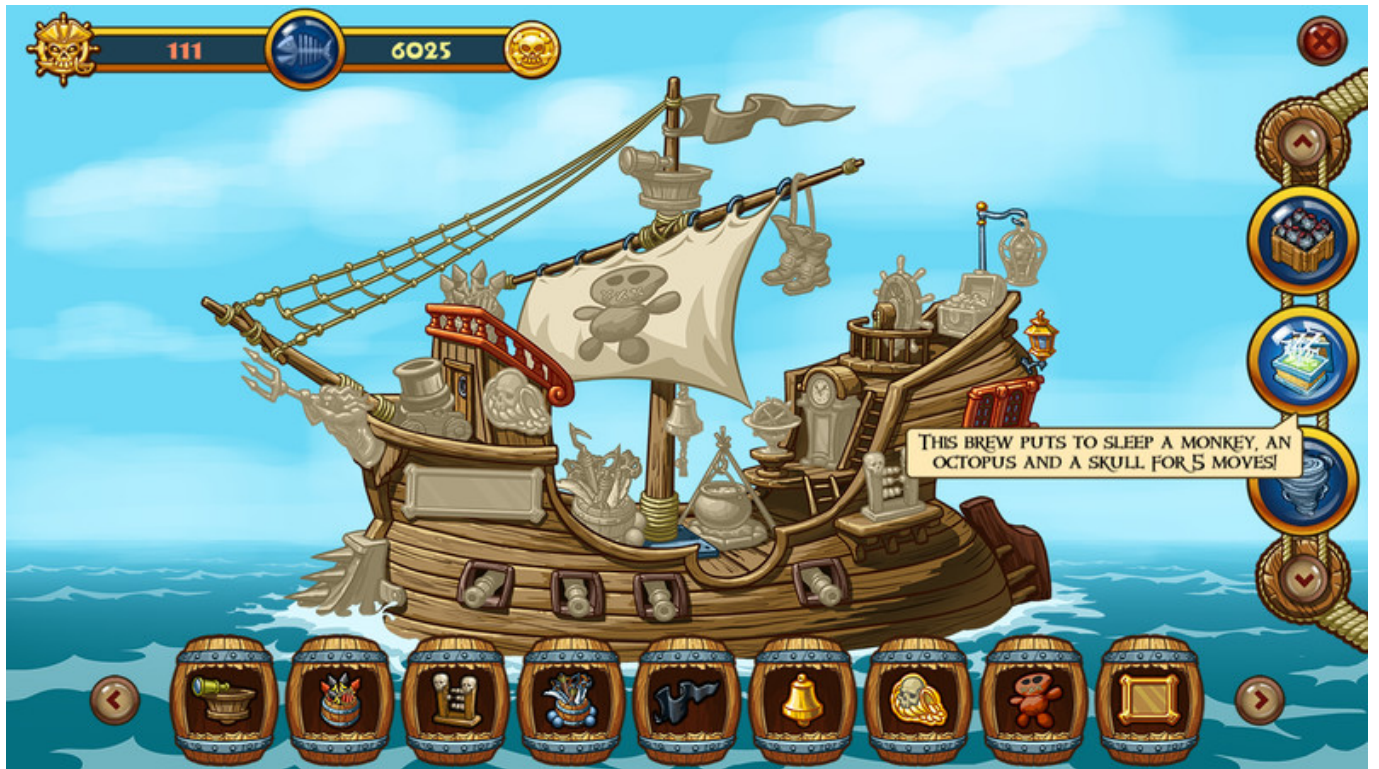 111
6025
THIS BREW PUTS TO SLEEP A MONKEY, AN
OCTOPUS AND A SKULL FOR 5 MOVES!